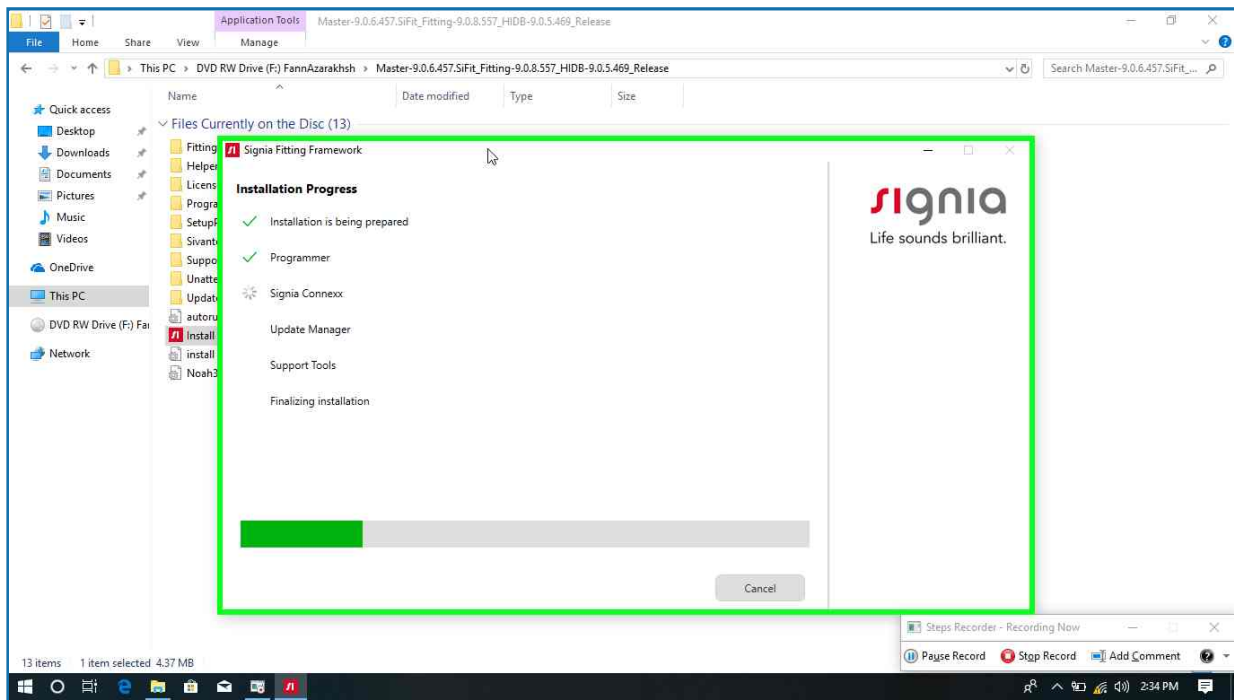 Application Tools
Master-9.0.6.457.SiFit_Fitting-9.0.8.557_HIDB-9.0.5.469_Release
File
Home
Share
View
Manage
This PC
DVD RW Drive (F:) FannAzarakhsh
Master-9.0.6.457.SiFit_Fitting-9.0.8.557_HIDB-9.0.5.469_Release
Search Master-9.0.6.457.SiFit_...
Quick access
Desktop
Downloads
Documents
Pictures
Music
Videos
OneDrive
This PC
DVD RW Drive (F:) Fa
Network
Name
Date modified
Type
Size
Files Currently on the Disc (13)
Fitting
Helpe
Licens
Progra
SetupF
Sivant
Suppo
Unatte
Updat
autoru
Install
install
Noah3
Signia Fitting Framework
Installation Progress
Installation is being prepared
Programmer
Signia Connexx
Update Manager
Support Tools
Finalizing installation
Cancel
signia
Life sounds brilliant.
Steps Recorder - Recording Now
Pause Record
Stop Record
Add Comment
13 items
1 item selected 4.37 MB
2:34 PM